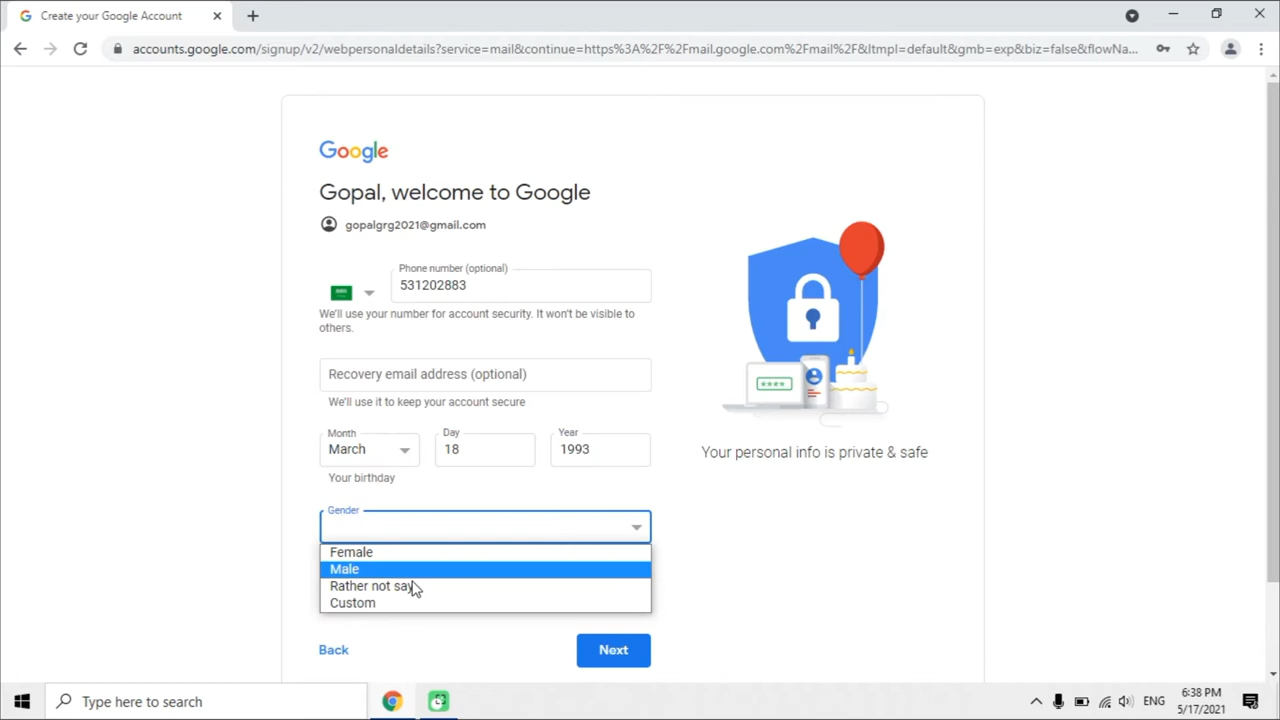 Create your Google Account
accounts.google.com/signup/v2/webpersonaldetails?service=mail&continue=https%3A%2F%2Fmail.google.com%2Fmail%2F&ltmpl=default&gmb=exp&biz=false&flowNa...
Google
Gopal, welcome to Google
gopalgrg2021@gmail.com
Phone number (optional)
531202883
We'll use your number for account security. It won't be visible to
others.
Recovery email address (optional)
We'll use it to keep your account secure
Month
March
Day
18
Year
1993
Your birthday
Gender
Female
Male
Rather not say
Custom
Back
Next
****
Your personal info is private & safe
Type here to search
ENG
6:38 PM
5/17/2021